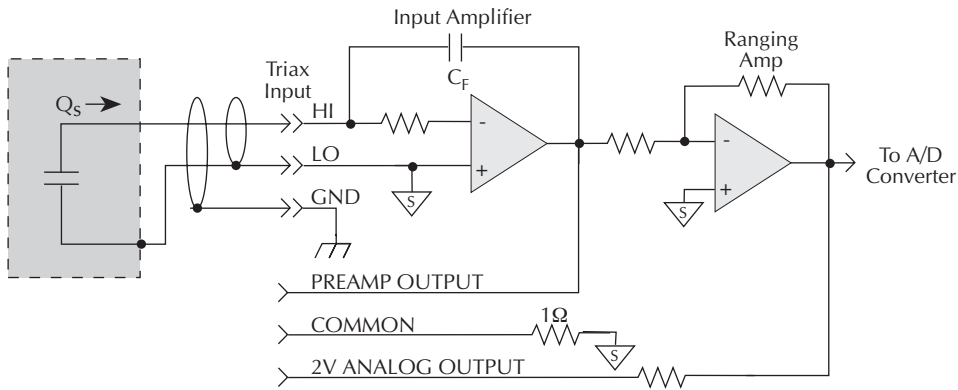 Input Amplifier
Ranging
Amp
Triax
Input
C_F
Q_S
HI
-
-
LO
+
To A/D
Converter
S
+
GND
S
PREAMP OUTPUT
1Ω
COMMON
S
2V ANALOG OUTPUT